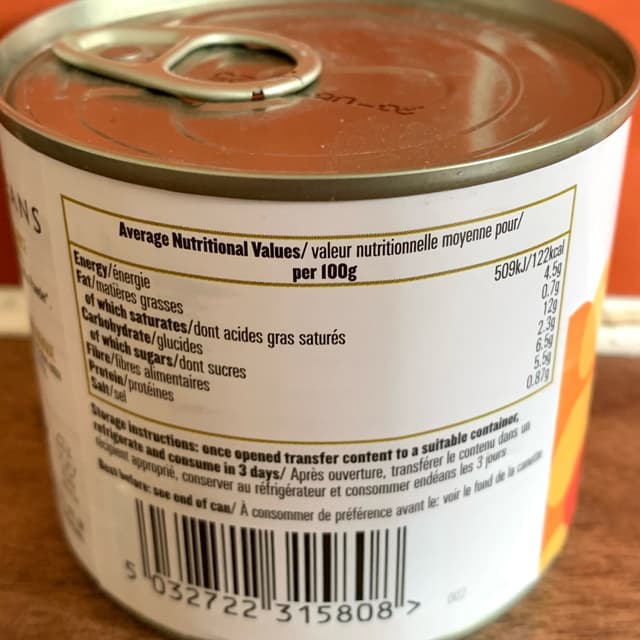 ANS
Average Nutritional Values/ valeur nutritionnelle moyenne pour/
per 100g
Energy/énergie 509kJ/122kcal
Fat/matières grasses 4.5g
of which saturates/dont acides gras saturés 0.7g
Carbohydrate/glucides 12g
of which sugars/dont sucres 2.3g
Fibre/fibres alimentaires 6.5g
Protein/protéines 5.5g
Salt/sel 0.87g
Storage instructions: once opened transfer content to a suitable container,
refrigerate and consume in 3 days/ Après ouverture, transférer le contenu dans un
récipient approprié, conserver au réfrigérateur et consommer endéans les 3 jours
Best before: see end of can/ À consommer de préférence avant le: voir le fond de la canette
5 032722 315808 >
002